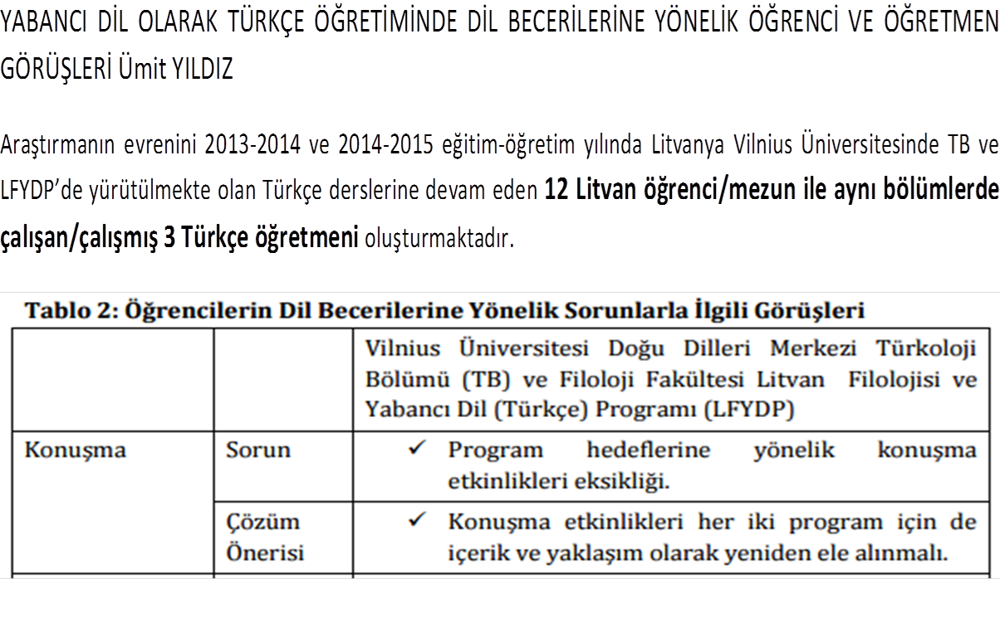 YABANCI DİL OLARAK TÜRKÇE ÖĞRETİMİNDE DİL BECERİLERİNE YÖNELİK ÖĞRENCİ VE ÖĞRETMEN
GÖRÜŞLERİ Ümit YILDIZ
Araştırmanın evrenini 2013-2014 ve 2014-2015 eğitim-öğretim yılında Litvanya Vilnius Üniversitesinde TB ve
LFYDP’de yürütülmekte olan Türkçe derslerine devam eden 12 Litvan öğrenci/mezun ile aynı bölümlerde
çalışan/çalışmış 3 Türkçe öğretmeni oluşturmaktadır.
Tablo 2: Öğrencilerin Dil Becerilerine Yönelik Sorunlarla İlgili Görüşleri
Vilnius Üniversitesi Doğu Dilleri Merkezi Türkoloji
Bölümü (TB) ve Filoloji Fakültesi Litvan Filolojisi ve
Yabancı Dil (Türkçe) Programı (LFYDP)
Konuşma
Sorun
✓ Program hedeflerine yönelik konuşma
etkinlikleri eksikliği.
Çözüm
Önerisi
✓ Konuşma etkinlikleri her iki program için de
içerik ve yaklaşım olarak yeniden ele alınmalı.